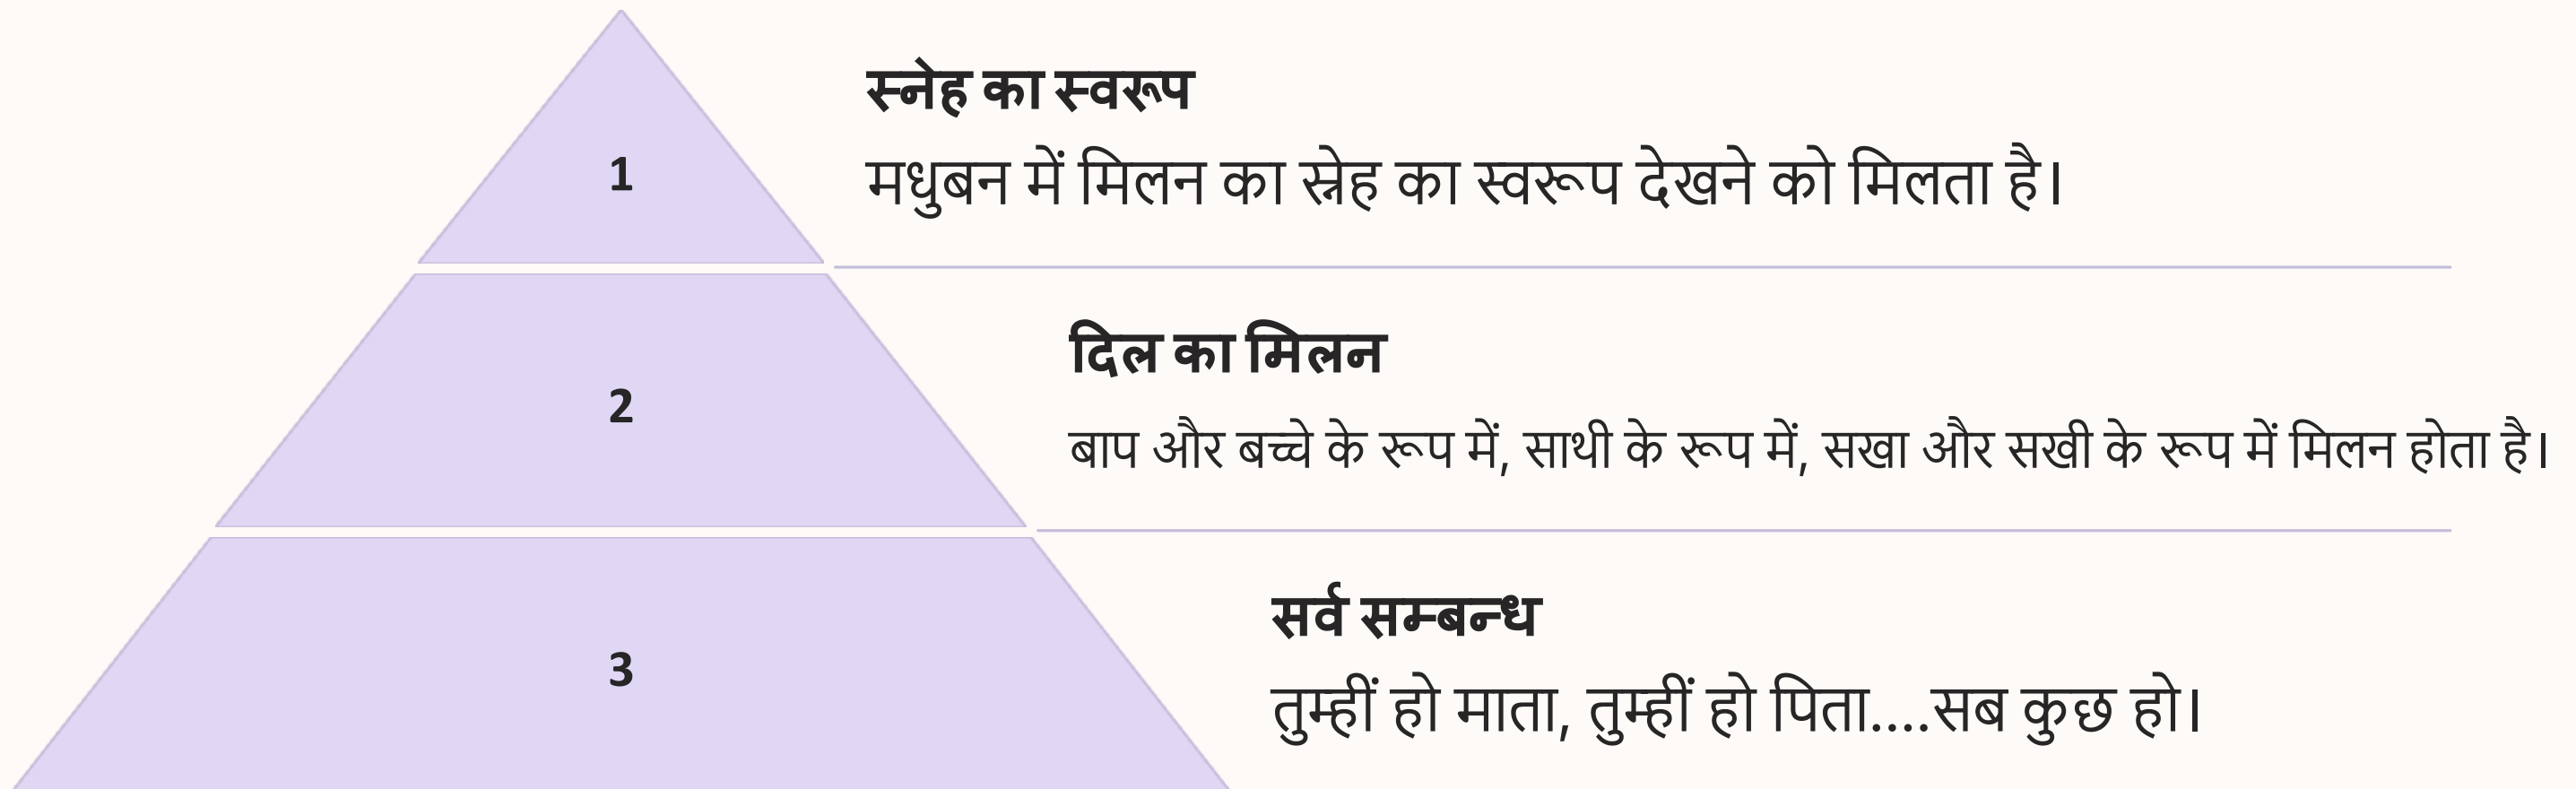 1
स्नेह का स्वरूप
मधुबन में मिलन का स्नेह का स्वरूप देखने को मिलता है।
2
दिल का मिलन
बाप और बच्चे के रूप में, साथी के रूप में, सखा और सखी के रूप में मिलन होता है।
3
सर्व सम्बन्ध
तुम्हीं हो माता, तुम्हीं हो पिता....सब कुछ हो।